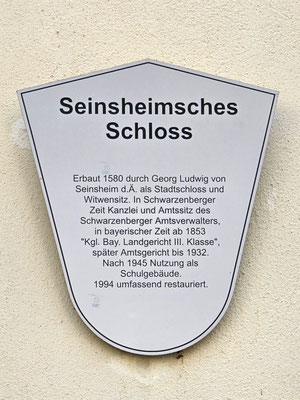 Seinsheimsches
Schloss
Erbaut 1580 durch Georg Ludwig von
Seinsheim d.Ä. als Stadtschloss und
Witwensitz. In Schwarzenberger
Zeit Kanzlei und Amtssitz des
Schwarzenberger Amtsverwalters,
in bayerischer Zeit ab 1853
"Kgl. Bay. Landgericht III. Klasse",
später Amtsgericht bis 1932.
Nach 1945 Nutzung als
Schulgebäude.
1994 umfassend restauriert.